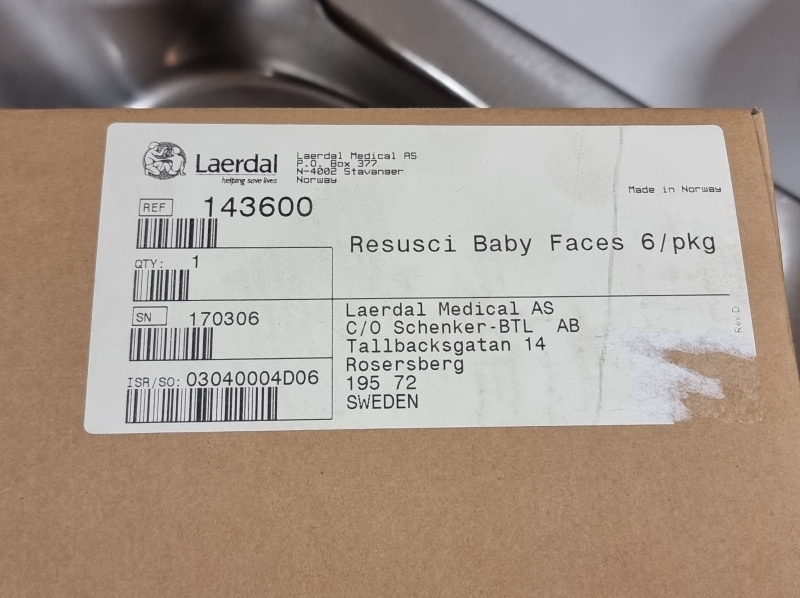 Laerdal
helping save lives
Laerdal Medical AS
P.O. Box 377
N-4002 Stavanger
Norway
Made in Norway
REF 143600
Resusci Baby Faces 6/pkg
QTY: 1
SN 170306
ISR/SO: 03040004D06
Laerdal Medical AS
C/O Schenker-BTL AB
Tallbacksgatan 14
Rosersberg
195 72
SWEDEN
Rev.D